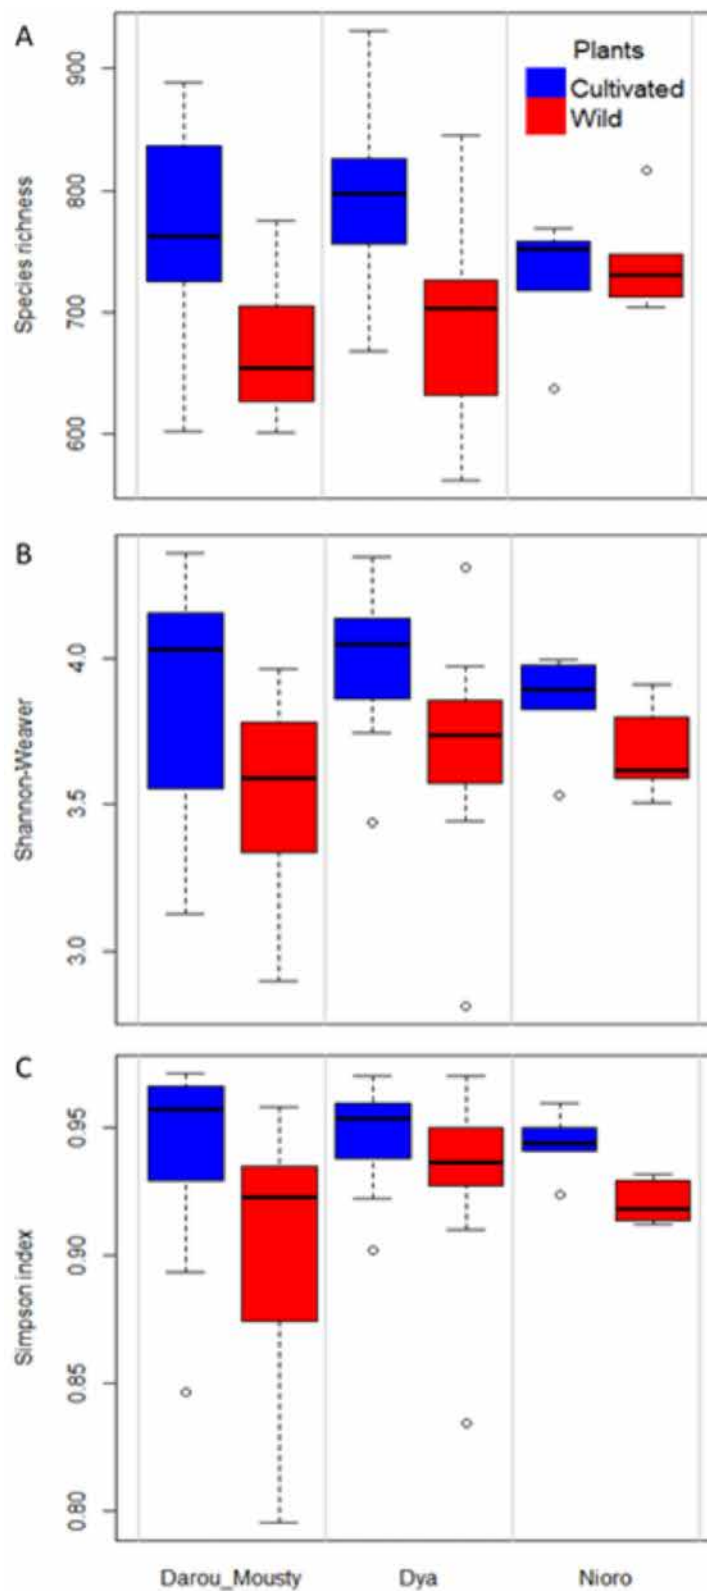 A
Plants
Cultivated
Wild
900
800
700
600
Species richness
B
4.0
3.5
3.0
Shannon-Weaver
C
0.95
0.90
0.85
0.80
Simpson index
Darou_Mousty Dya Nioro